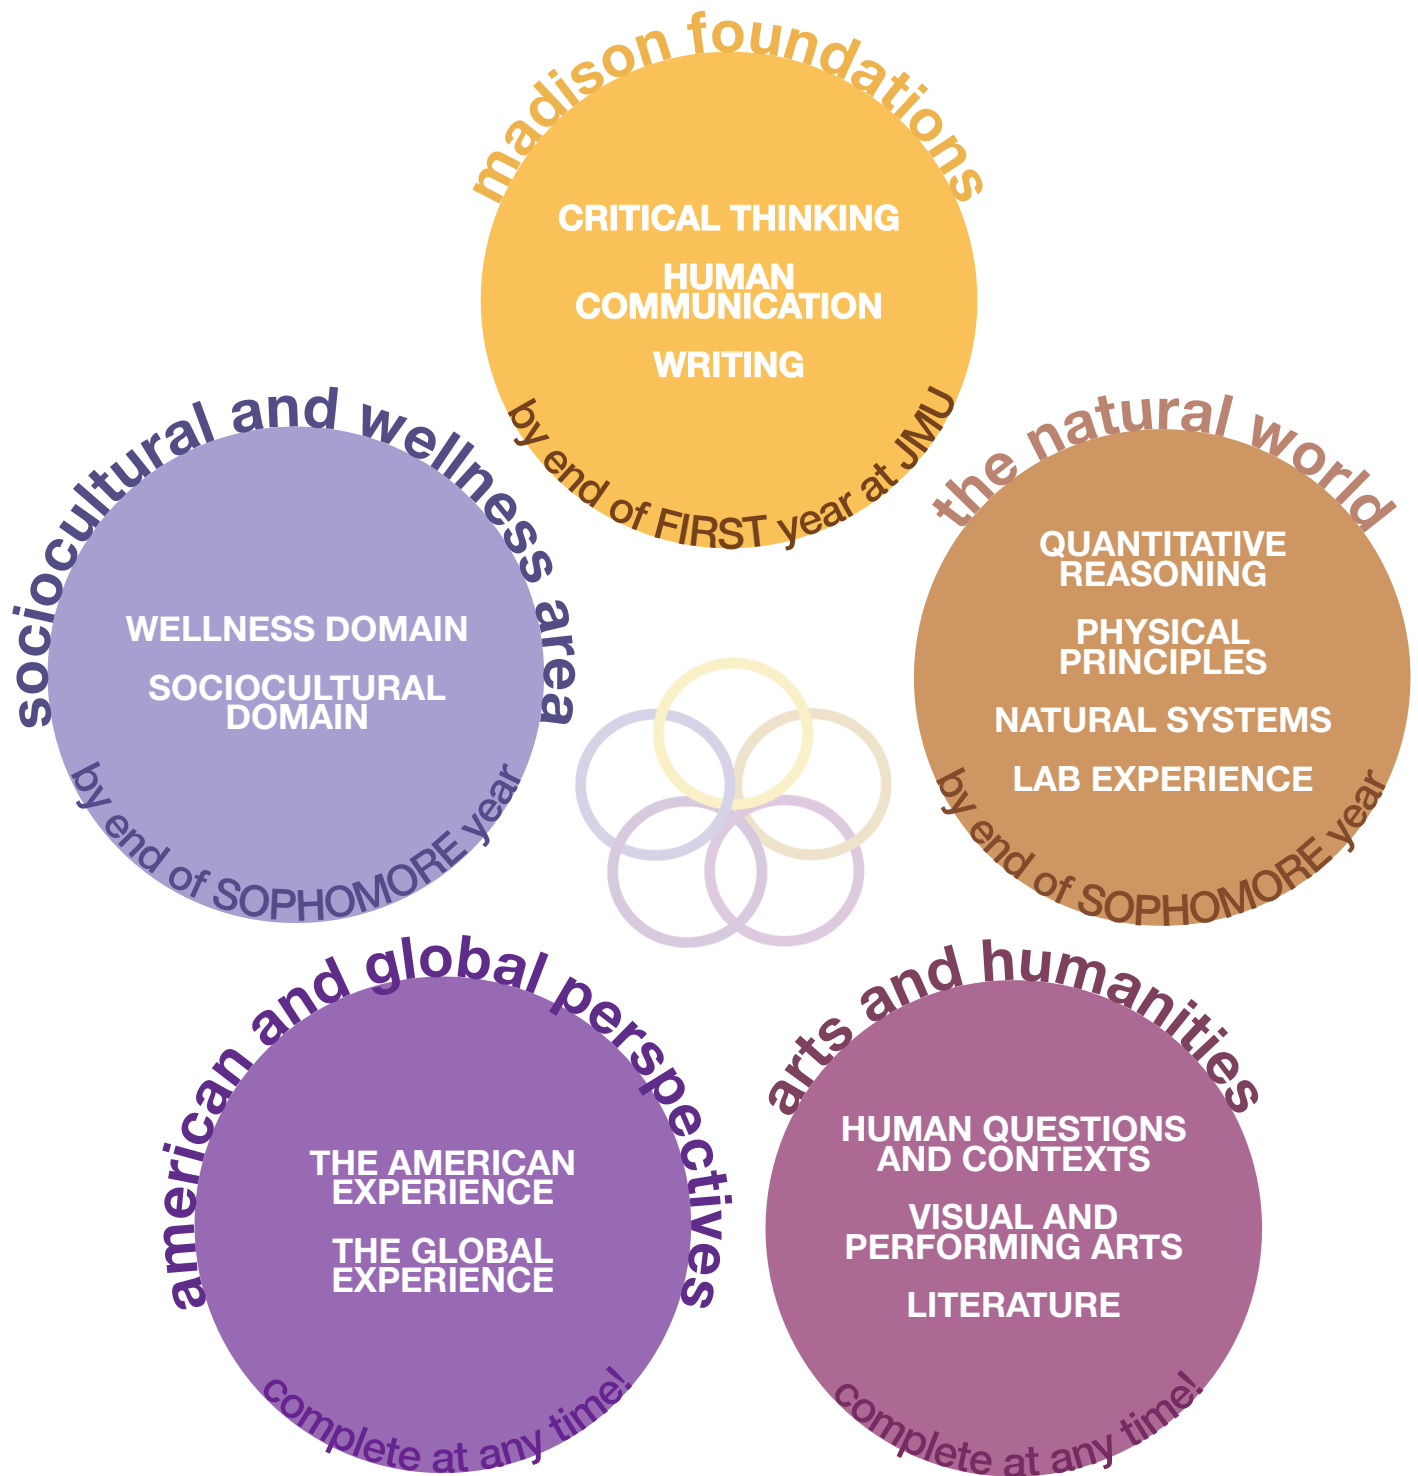 madison foundations
CRITICAL THINKING
HUMAN
COMMUNICATION
WRITING
by end of FIRST year at JMU
sociocultural and wellness area
WELLNESS DOMAIN
SOCIOCULTURAL
DOMAIN
by end of SOPHOMORE year
the natural world
QUANTITATIVE
REASONING
PHYSICAL
PRINCIPLES
NATURAL SYSTEMS
LAB EXPERIENCE
by end of SOPHOMORE year
american and global perspectives
THE AMERICAN
EXPERIENCE
THE GLOBAL
EXPERIENCE
complete at any time!
arts and humanities
HUMAN QUESTIONS
AND CONTEXTS
VISUAL AND
PERFORMING ARTS
LITERATURE
complete at any time!